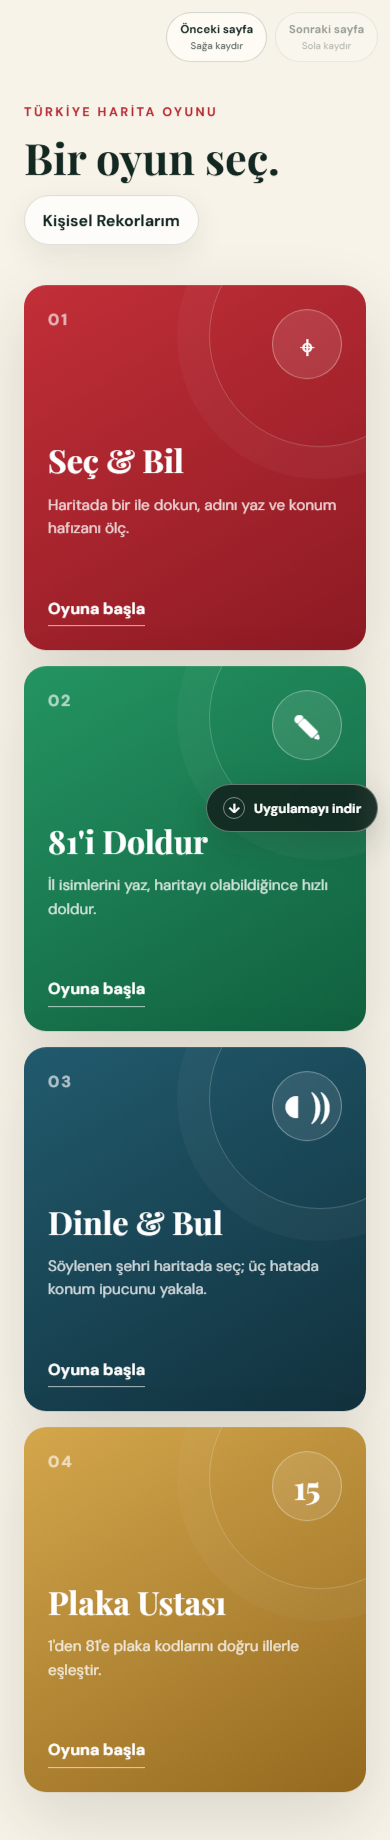 Önceki sayfa
Sağa kaydır
Sonraki sayfa
Sola kaydır
TÜRKİYE HARİTA OYUNU
Bir oyun seç.
Kişisel Rekorlarım
01
Seç & Bil
Haritada bir ile dokun, adını yaz ve konum
hafızanı ölç.
Oyuna başla
02
Uygulamayı indir
81'i Doldur
İl isimlerini yaz, haritayı olabildiğince hızlı
doldur.
Oyuna başla
03
Dinle & Bul
Söylenen şehri haritada seç; üç hatada
konum ipucunu yakala.
Oyuna başla
04
15
Plaka Ustası
1'den 81'e plaka kodlarını doğru illerle
eşleştir.
Oyuna başla